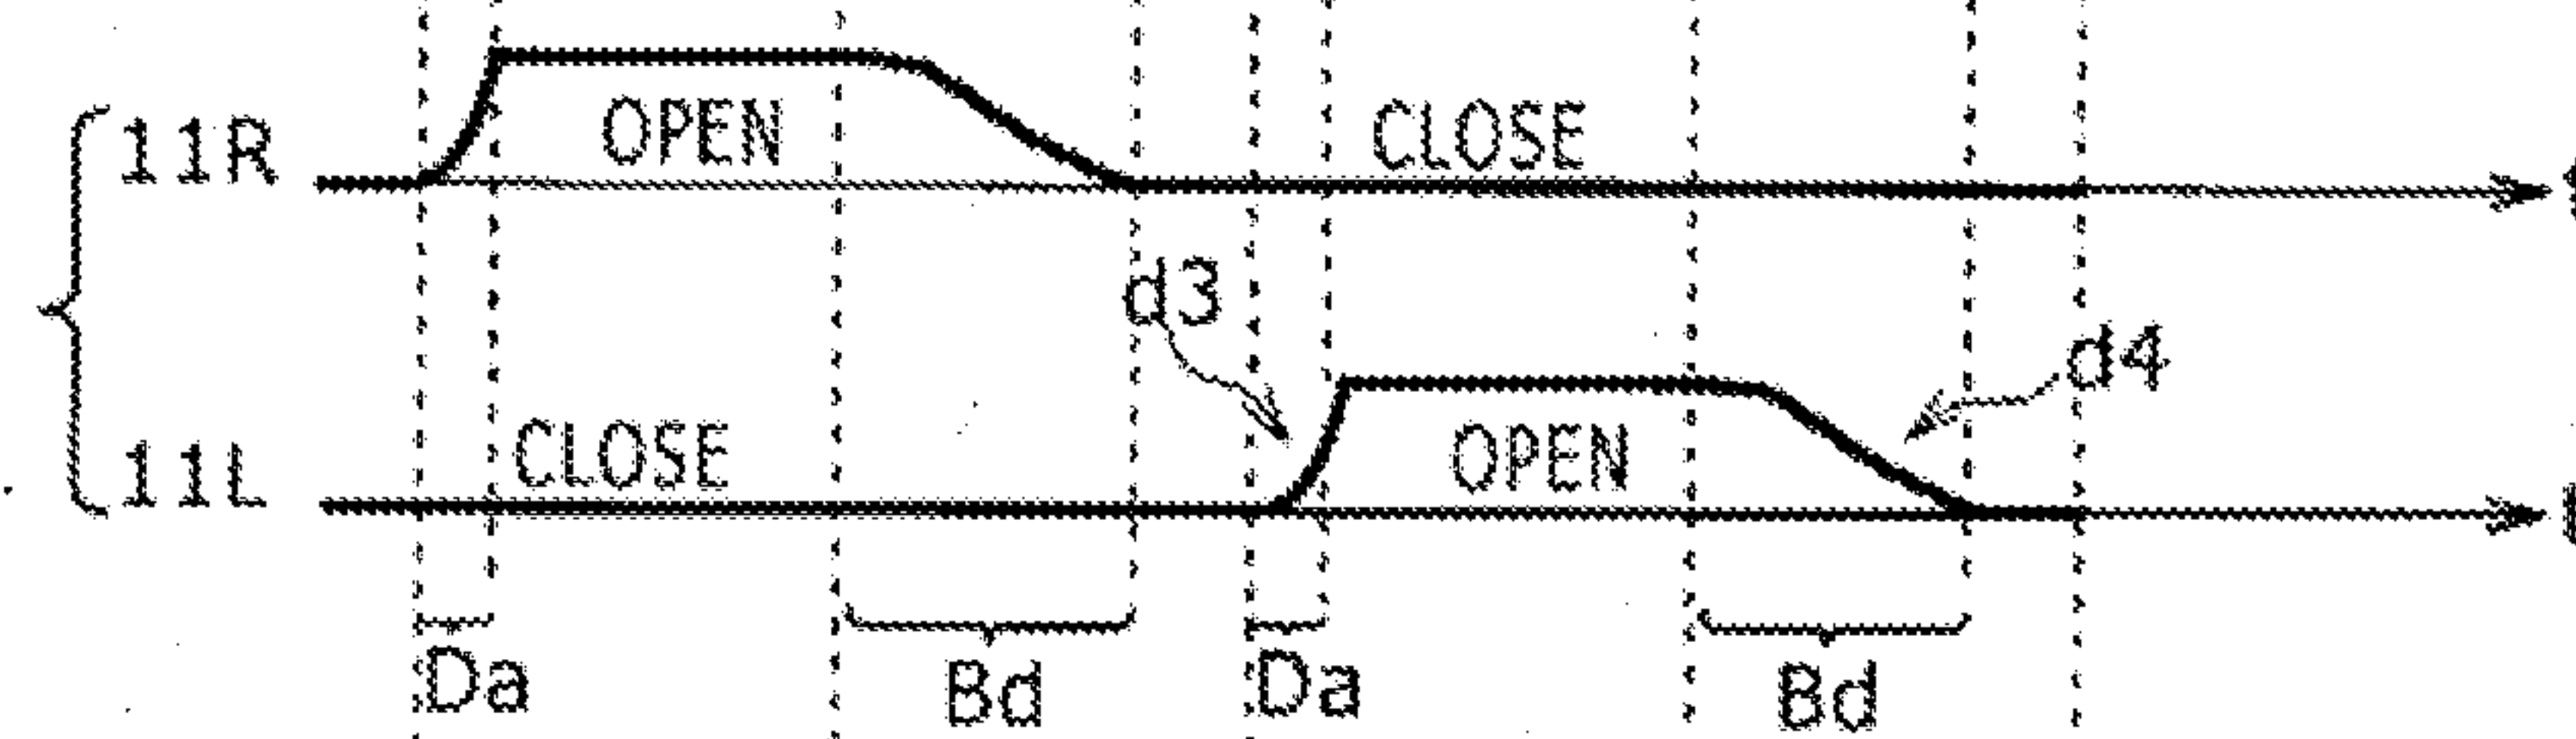 OPEN
CLOSE
11R
d3
d4
CLOSE
OPEN
11L
Da
Bd
Da
Bd